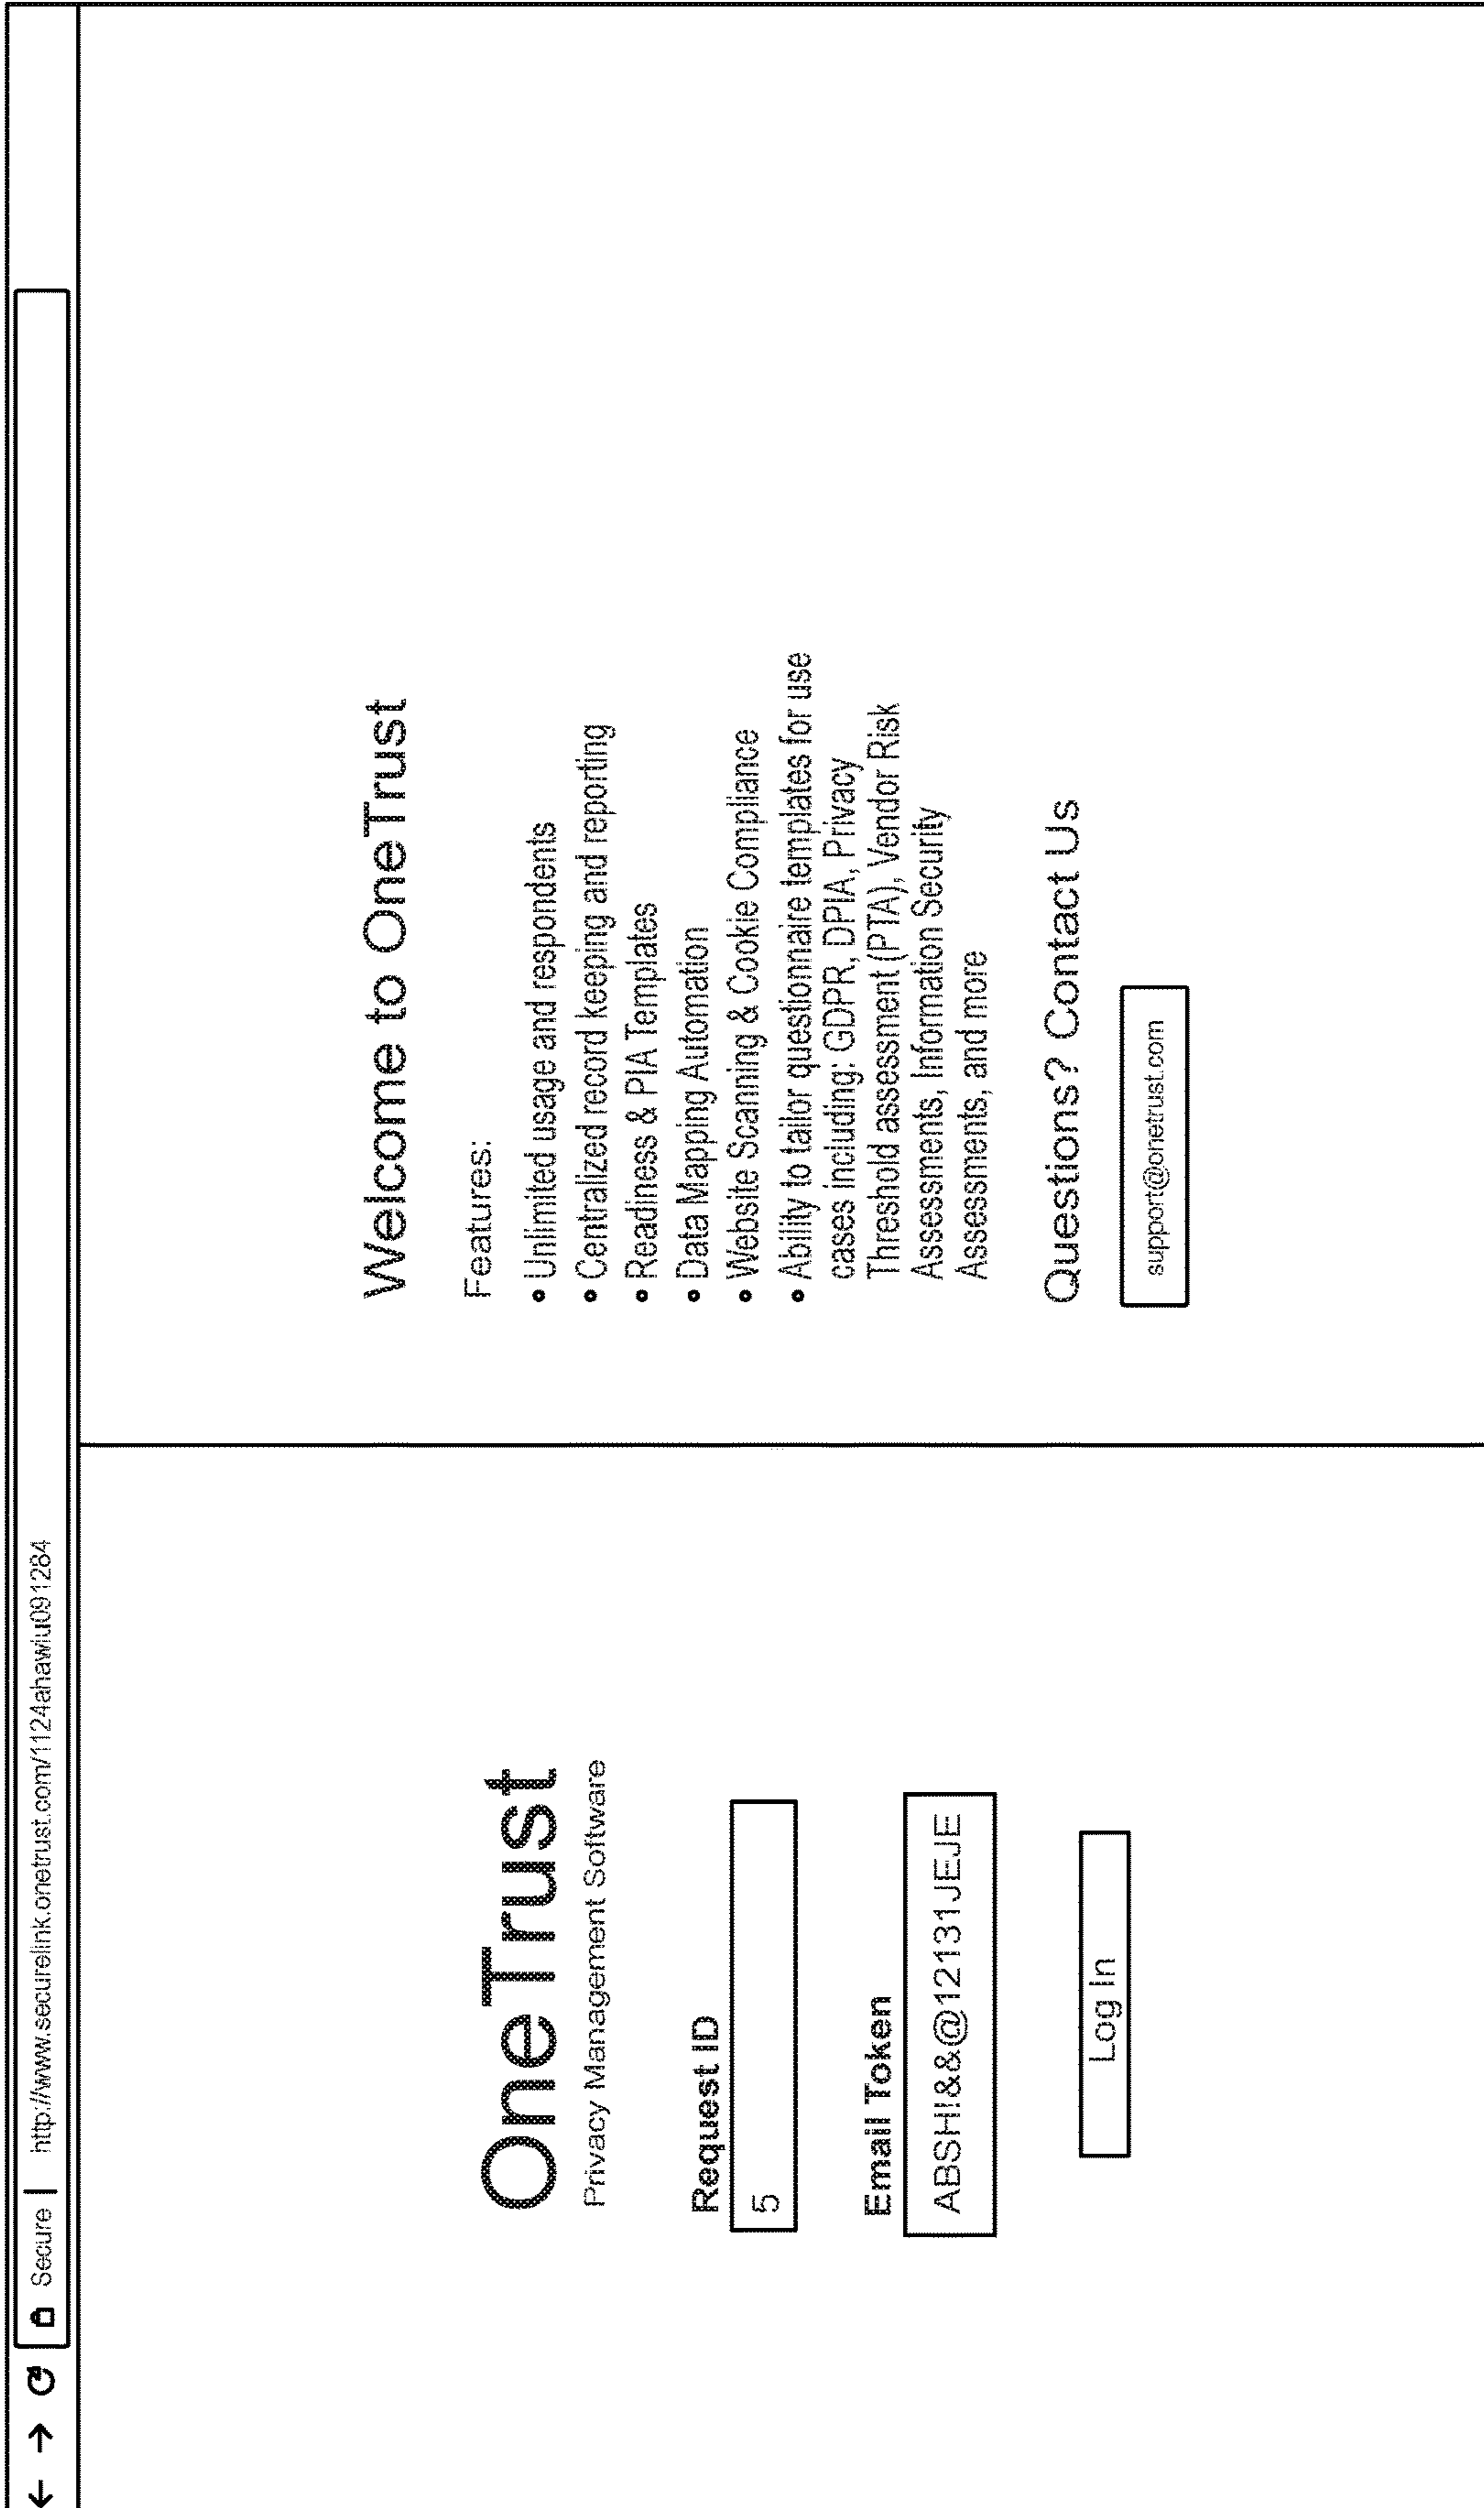 Secure | http://www.securelink.onetrust.com/1124ahawiu091284
OneTrust
Privacy Management Software
Request ID
5
Email Token
ABSHI&&@12131JEJE
Log In
Welcome to OneTrust
Features:
• Unlimited usage and respondents
• Centralized record keeping and reporting
• Readiness & PIA Templates
• Data Mapping Automation
• Website Scanning & Cookie Compliance
• Ability to tailor questionnaire templates for use
cases including: GDPR, DPIA, Privacy
Threshold assessment (PTA), Vendor Risk
Assessments, Information Security
Assessments, and more
Questions? Contact Us
support@onetrust.com